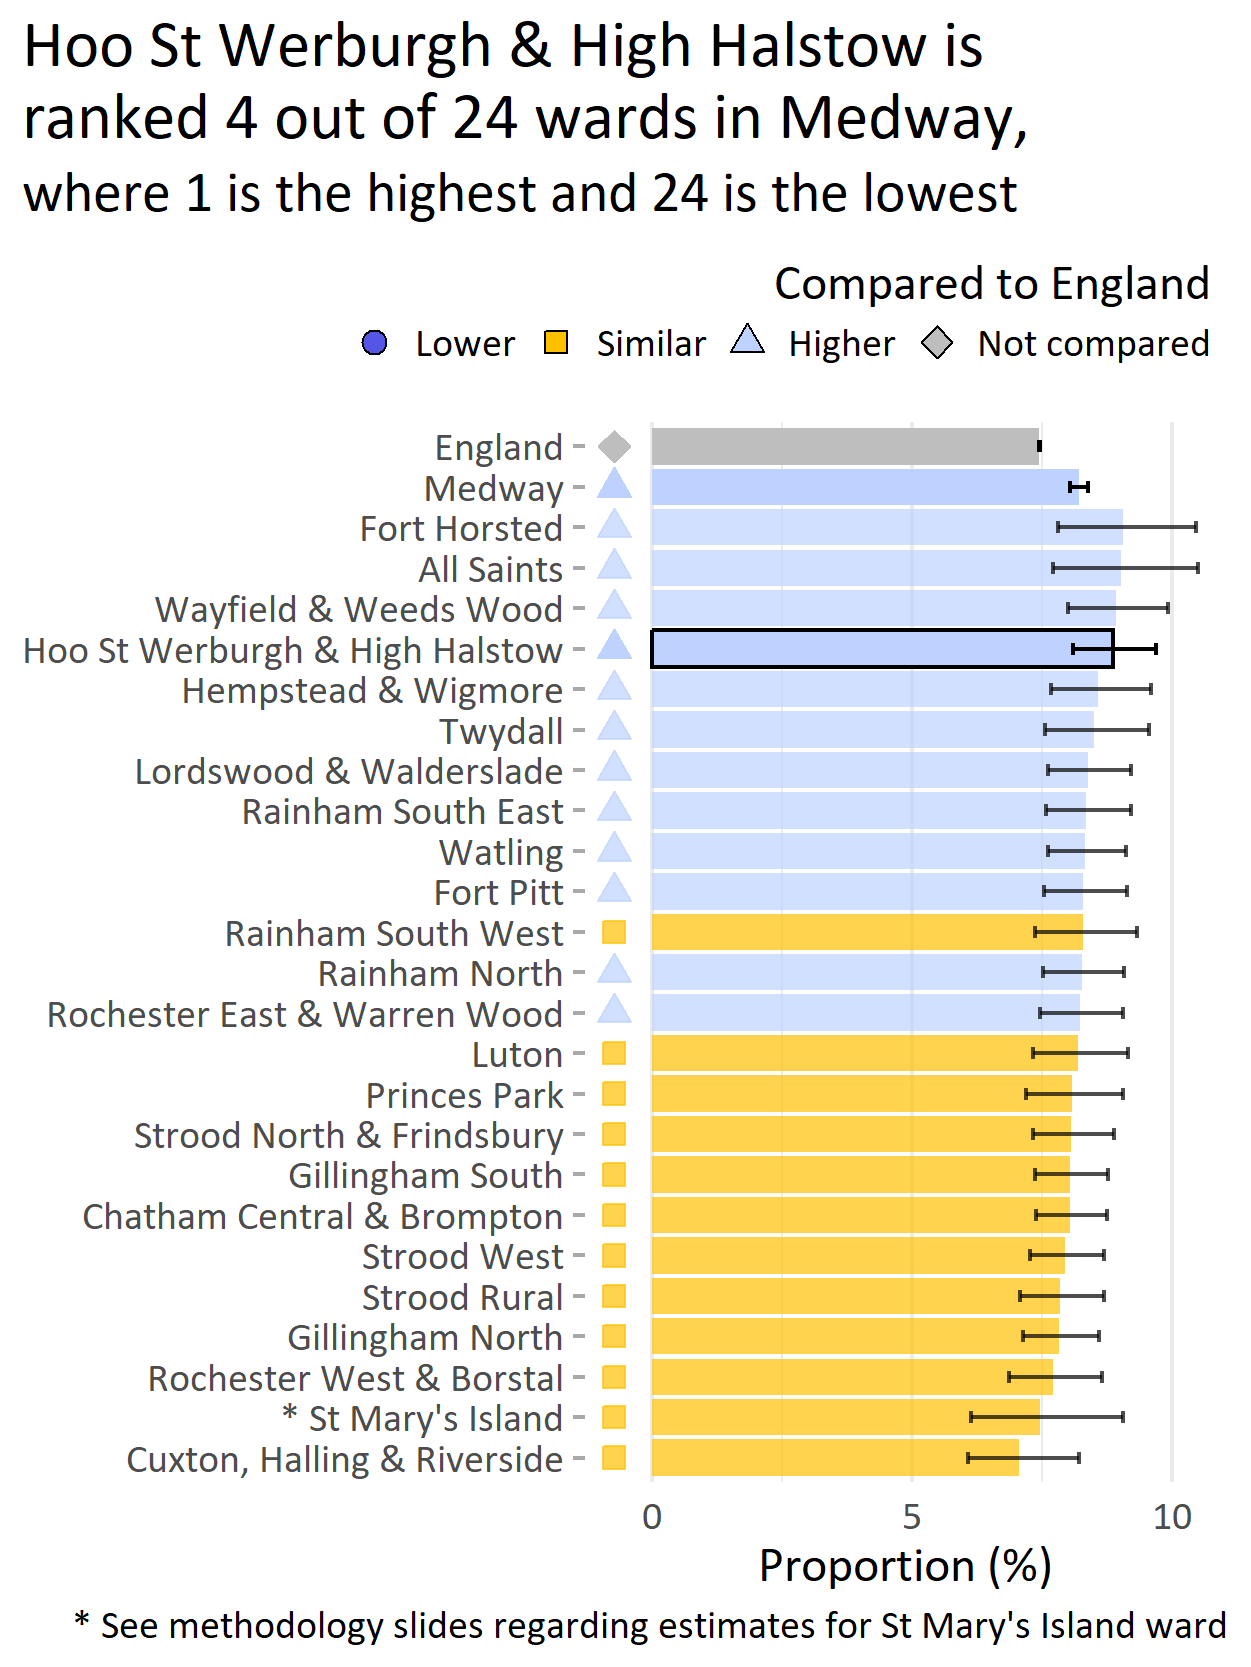 Hoo St Werburgh & High Halstow is
ranked 4 out of 24 wards in Medway,
where 1 is the highest and 24 is the lowest
Compared to England
Lower Similar Higher Not compared
England
Medway
Fort Horsted
All Saints
Wayfield & Weeds Wood
Hoo St Werburgh & High Halstow
Hempstead & Wigmore
Twydall
Lordswood & Walderslade
Rainham South East
Watling
Fort Pitt
Rainham South West
Rainham North
Rochester East & Warren Wood
Luton
Princes Park
Strood North & Frindsbury
Gillingham South
Chatham Central & Brompton
Strood West
Strood Rural
Gillingham North
Rochester West & Borstal
* St Mary's Island
Cuxton, Halling & Riverside
0 5 10
Proportion (%)
* See methodology slides regarding estimates for St Mary's Island ward